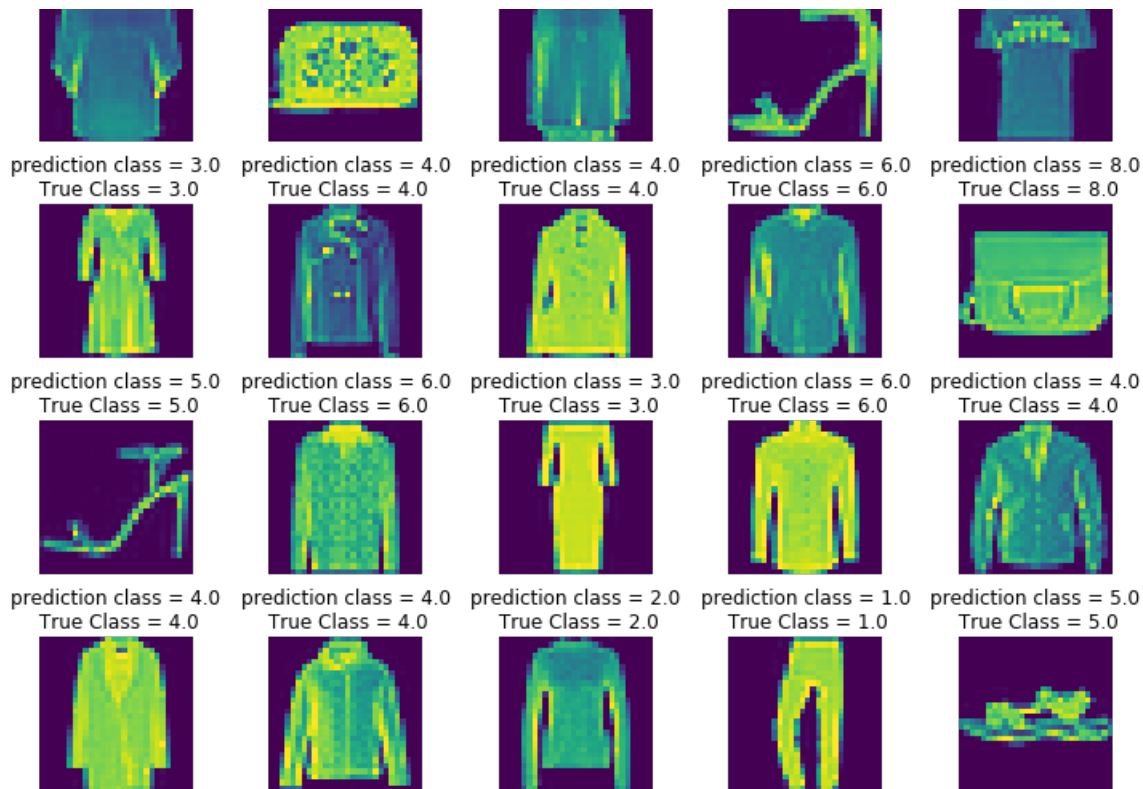 prediction class = 3.0 prediction class = 4.0 prediction class = 4.0 prediction class = 6.0 prediction class = 8.0
True Class = 3.0 True Class = 4.0 True Class = 4.0 True Class = 6.0 True Class = 8.0
prediction class = 5.0 prediction class = 6.0 prediction class = 3.0 prediction class = 6.0 prediction class = 4.0
True Class = 5.0 True Class = 6.0 True Class = 3.0 True Class = 6.0 True Class = 4.0
prediction class = 4.0 prediction class = 4.0 prediction class = 2.0 prediction class = 1.0 prediction class = 5.0
True Class = 4.0 True Class = 4.0 True Class = 2.0 True Class = 1.0 True Class = 5.0